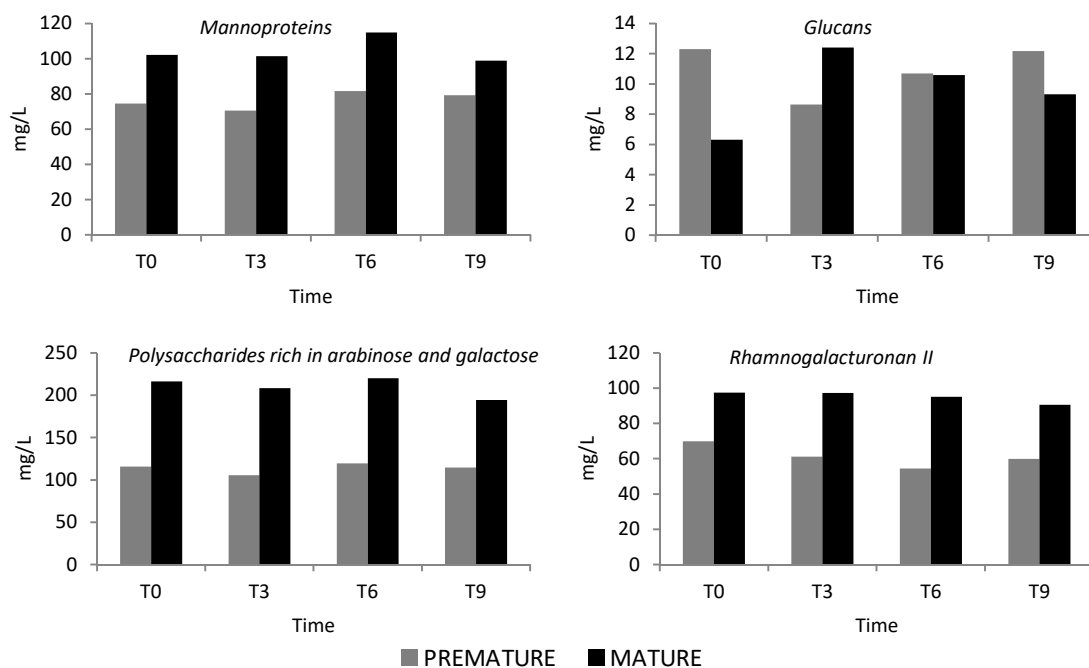 Mannoproteins
120
100
80
60
40
20
0
mg/L
T0 T3 T6 T9
Time
Glucans
14
12
10
8
6
4
2
0
mg/L
T0 T3 T6 T9
Time
Polysaccharides rich in arabinose and galactose
250
200
150
100
50
0
mg/L
T0 T3 T6 T9
Time
Rhamnogalacturonan II
120
100
80
60
40
20
0
mg/L
T0 T3 T6 T9
Time
PREMATURE MATURE